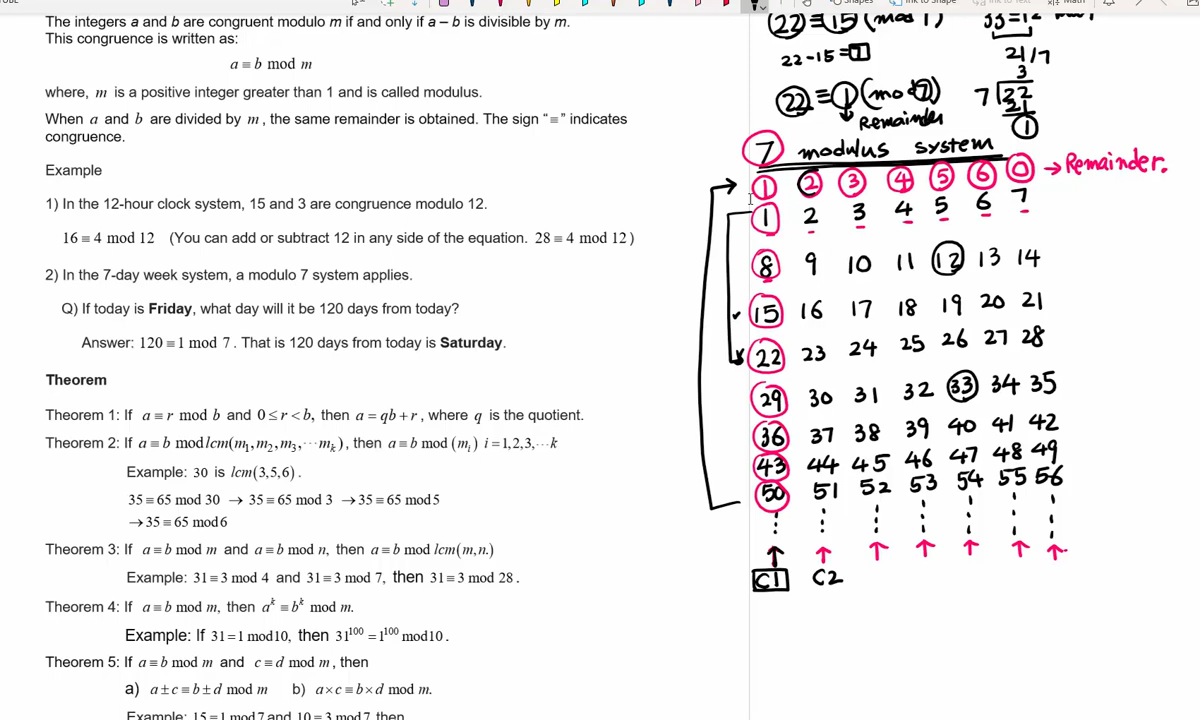 The integers a and b are congruent modulo m if and only if a – b is divisible by m.
This congruence is written as:
a ≡ b mod m
where, m is a positive integer greater than 1 and is called modulus.
When a and b are divided by m, the same remainder is obtained. The sign "≡" indicates
congruence.
Example
1) In the 12-hour clock system, 15 and 3 are congruence modulo 12.
16 ≡ 4 mod 12 (You can add or subtract 12 in any side of the equation. 28 ≡ 4 mod 12 )
2) In the 7-day week system, a modulo 7 system applies.
Q) If today is Friday, what day will it be 120 days from today?
Answer: 120 ≡ 1 mod 7. That is 120 days from today is Saturday.
Theorem
Theorem 1: If a ≡ r mod b and 0 ≤ r < b, then a = qb + r, where q is the quotient.
Theorem 2: If a ≡ b mod lcm(m₁, m₂, m₃, ⋯ mₖ), then a ≡ b mod (mᵢ) i = 1,2,3,⋯k
Example: 30 is lcm(3,5,6).
35 ≡ 65 mod 30 → 35 ≡ 65 mod 3 → 35 ≡ 65 mod 5
→ 35 ≡ 65 mod 6
Theorem 3: If a ≡ b mod m and a ≡ b mod n, then a ≡ b mod lcm(m, n.)
Example: 31 ≡ 3 mod 4 and 31 ≡ 3 mod 7, then 31 ≡ 3 mod 28.
Theorem 4: If a ≡ b mod m, then aᵏ ≡ bᵏ mod m.
Example: If 31 = 1 mod 10, then 31¹⁰⁰ = 1¹⁰⁰ mod 10.
Theorem 5: If a ≡ b mod m and c ≡ d mod m, then
a) a ± c ≡ b ± d mod m b) a × c ≡ b × d mod m.
Example: 15 = 1 mod 7 and 10 = 3 mod 7, then
22 - 15 = 7
21/7
22 ≡ 1 (mod 7)
Remainder
3
7 22
21
1
7 modulus system
1 2 3 4 5 6 0 → Remainder.
1 2 3 4 5 6 7
8 9 10 11 12 13 14
15 16 17 18 19 20 21
22 23 24 25 26 27 28
29 30 31 32 33 34 35
36 37 38 39 40 41 42
43 44 45 46 47 48 49
50 51 52 53 54 55 56
C1 C2